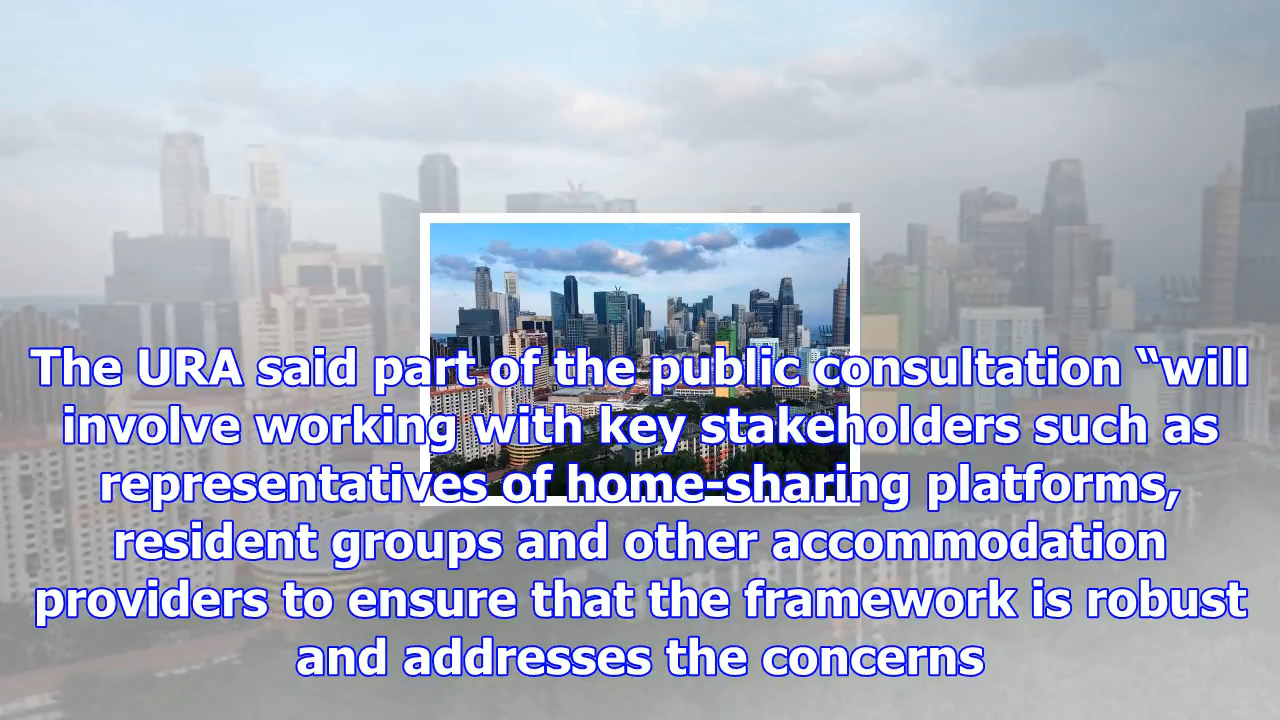 The URA said part of the public consultation “will
involve working with key stakeholders such as
representatives of home-sharing platforms,
resident groups and other accommodation
providers to ensure that the framework is robust
and addresses the concerns